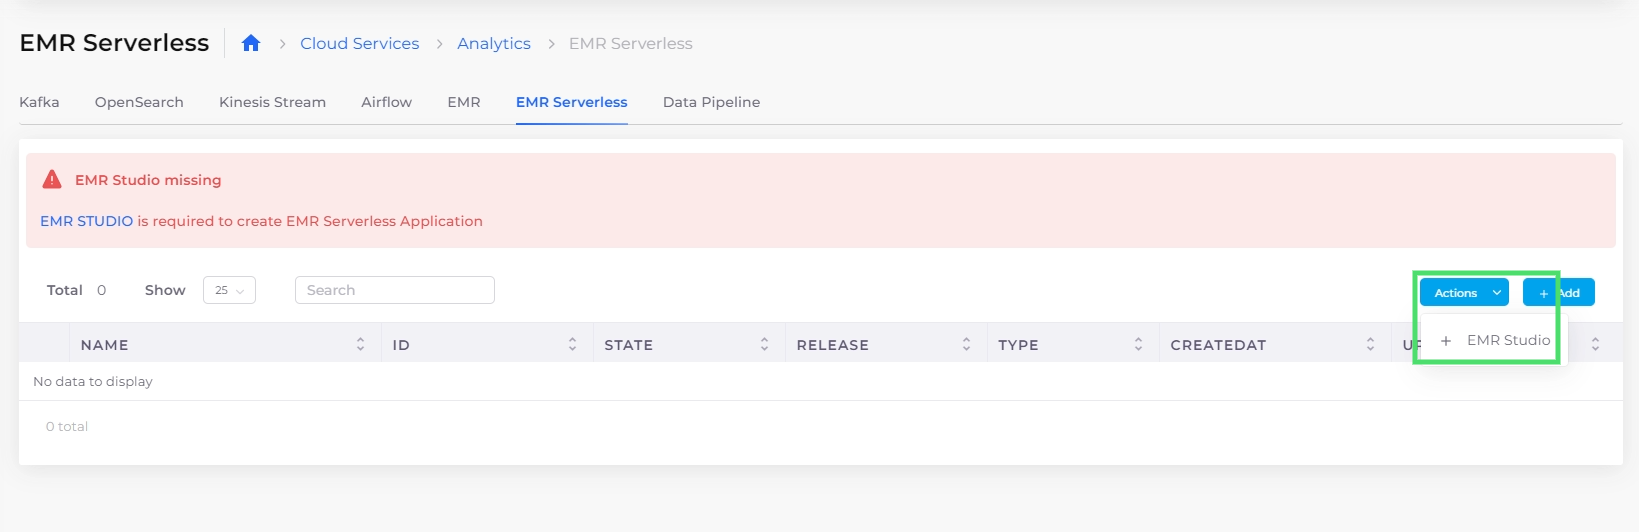 EMR Serverless Cloud Services Analytics EMR Serverless
Kafka OpenSearch Kinesis Stream Airflow EMR EMR Serverless Data Pipeline
EMR Studio missing
EMR STUDIO is required to create EMR Serverless Application
Total 0 Show 25 Search Actions + Add
+ EMR Studio
NAME ID STATE RELEASE TYPE CREATEDAT
No data to display
0 total